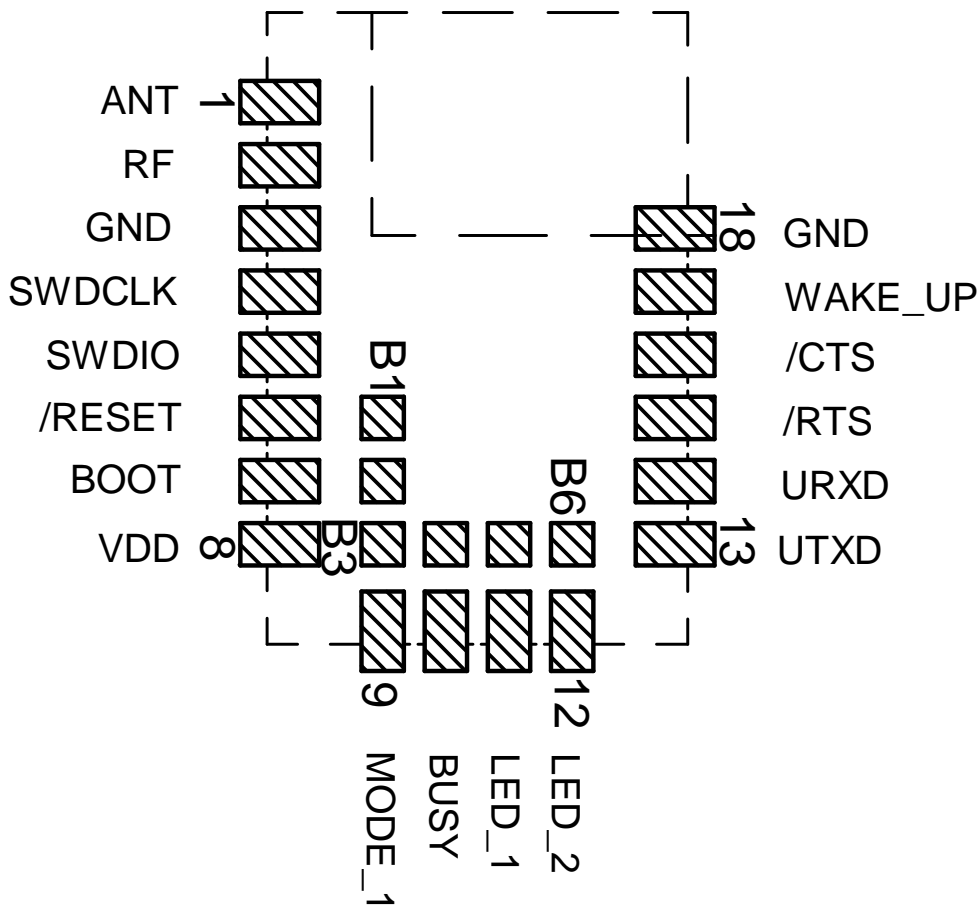 ANT 1
RF
GND
SWDCLK
SWDIO
/RESET
BOOT
VDD 8
B1
B3
B6
18 GND
WAKE_UP
/CTS
/RTS
URXD
13 UTXD
9
12
MODE_1
BUSY
LED_1
LED_2